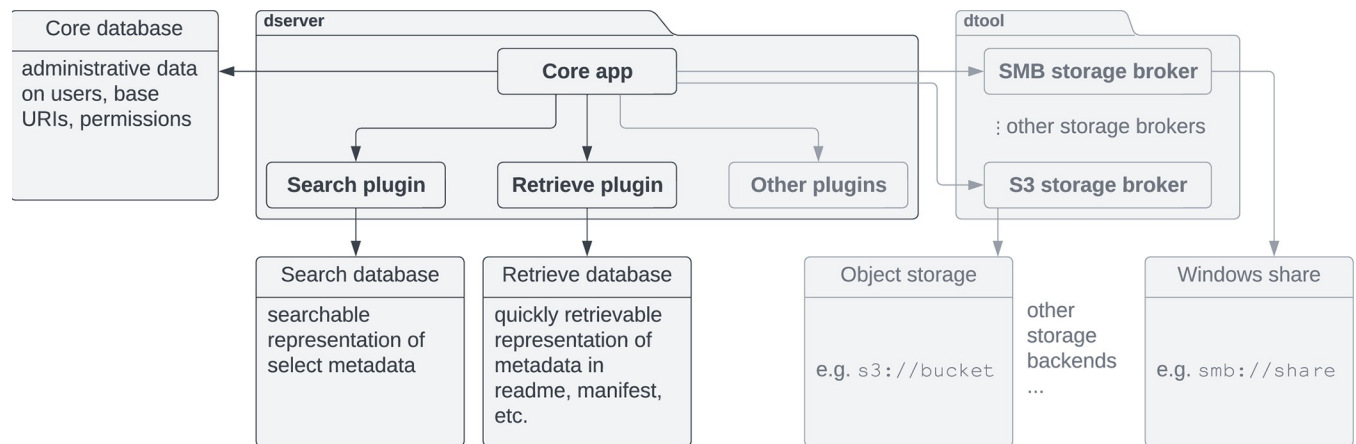 Core database
administrative data
on users, base
URIs, permissions
dserver
Core app
Search plugin
Retrieve plugin
Other plugins
dtool
SMB storage broker
⋮ other storage brokers
S3 storage broker
Search database
searchable
representation of
select metadata
Retrieve database
quickly retrievable
representation of
metadata in
readme, manifest,
etc.
Object storage
e.g. s3://bucket
other
storage
backends
...
Windows share
e.g. smb://share